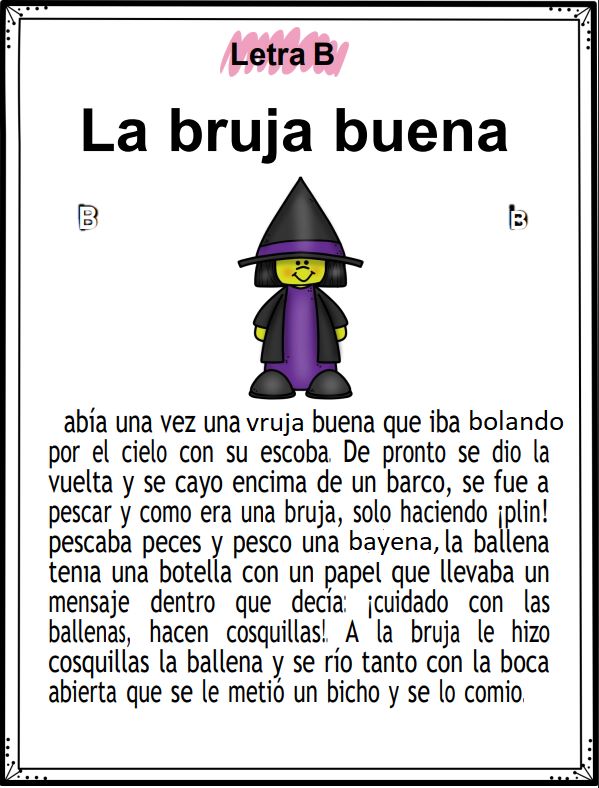 Letra B
La bruja buena
B B
abía una vez una vruja buena que iba bolando
por el cielo con su escoba. De pronto se dio la
vuelta y se cayo encima de un barco, se fue a
pescar y como era una bruja, solo haciendo ¡plin!
pescaba peces y pesco una bayena, la ballena
tenia una botella con un papel que llevaba un
mensaje dentro que decía: ¡cuidado con las
ballenas, hacen cosquillas!. A la bruja le hizo
cosquillas la ballena y se río tanto con la boca
abierta que se le metió un bicho y se lo comio.